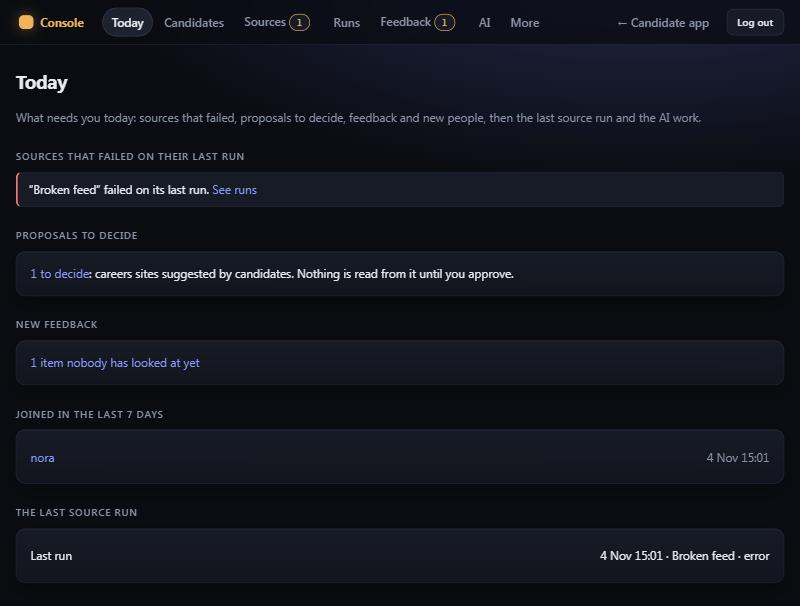 Console
Today
Candidates
Sources 1
Runs
Feedback 1
AI
More
← Candidate app
Log out
Today
What needs you today: sources that failed, proposals to decide, feedback and new people, then the last source run and the AI work.
SOURCES THAT FAILED ON THEIR LAST RUN
“Broken feed” failed on its last run. See runs
PROPOSALS TO DECIDE
1 to decide: careers sites suggested by candidates. Nothing is read from it until you approve.
NEW FEEDBACK
1 item nobody has looked at yet
JOINED IN THE LAST 7 DAYS
nora 4 Nov 15:01
THE LAST SOURCE RUN
Last run 4 Nov 15:01 · Broken feed · error